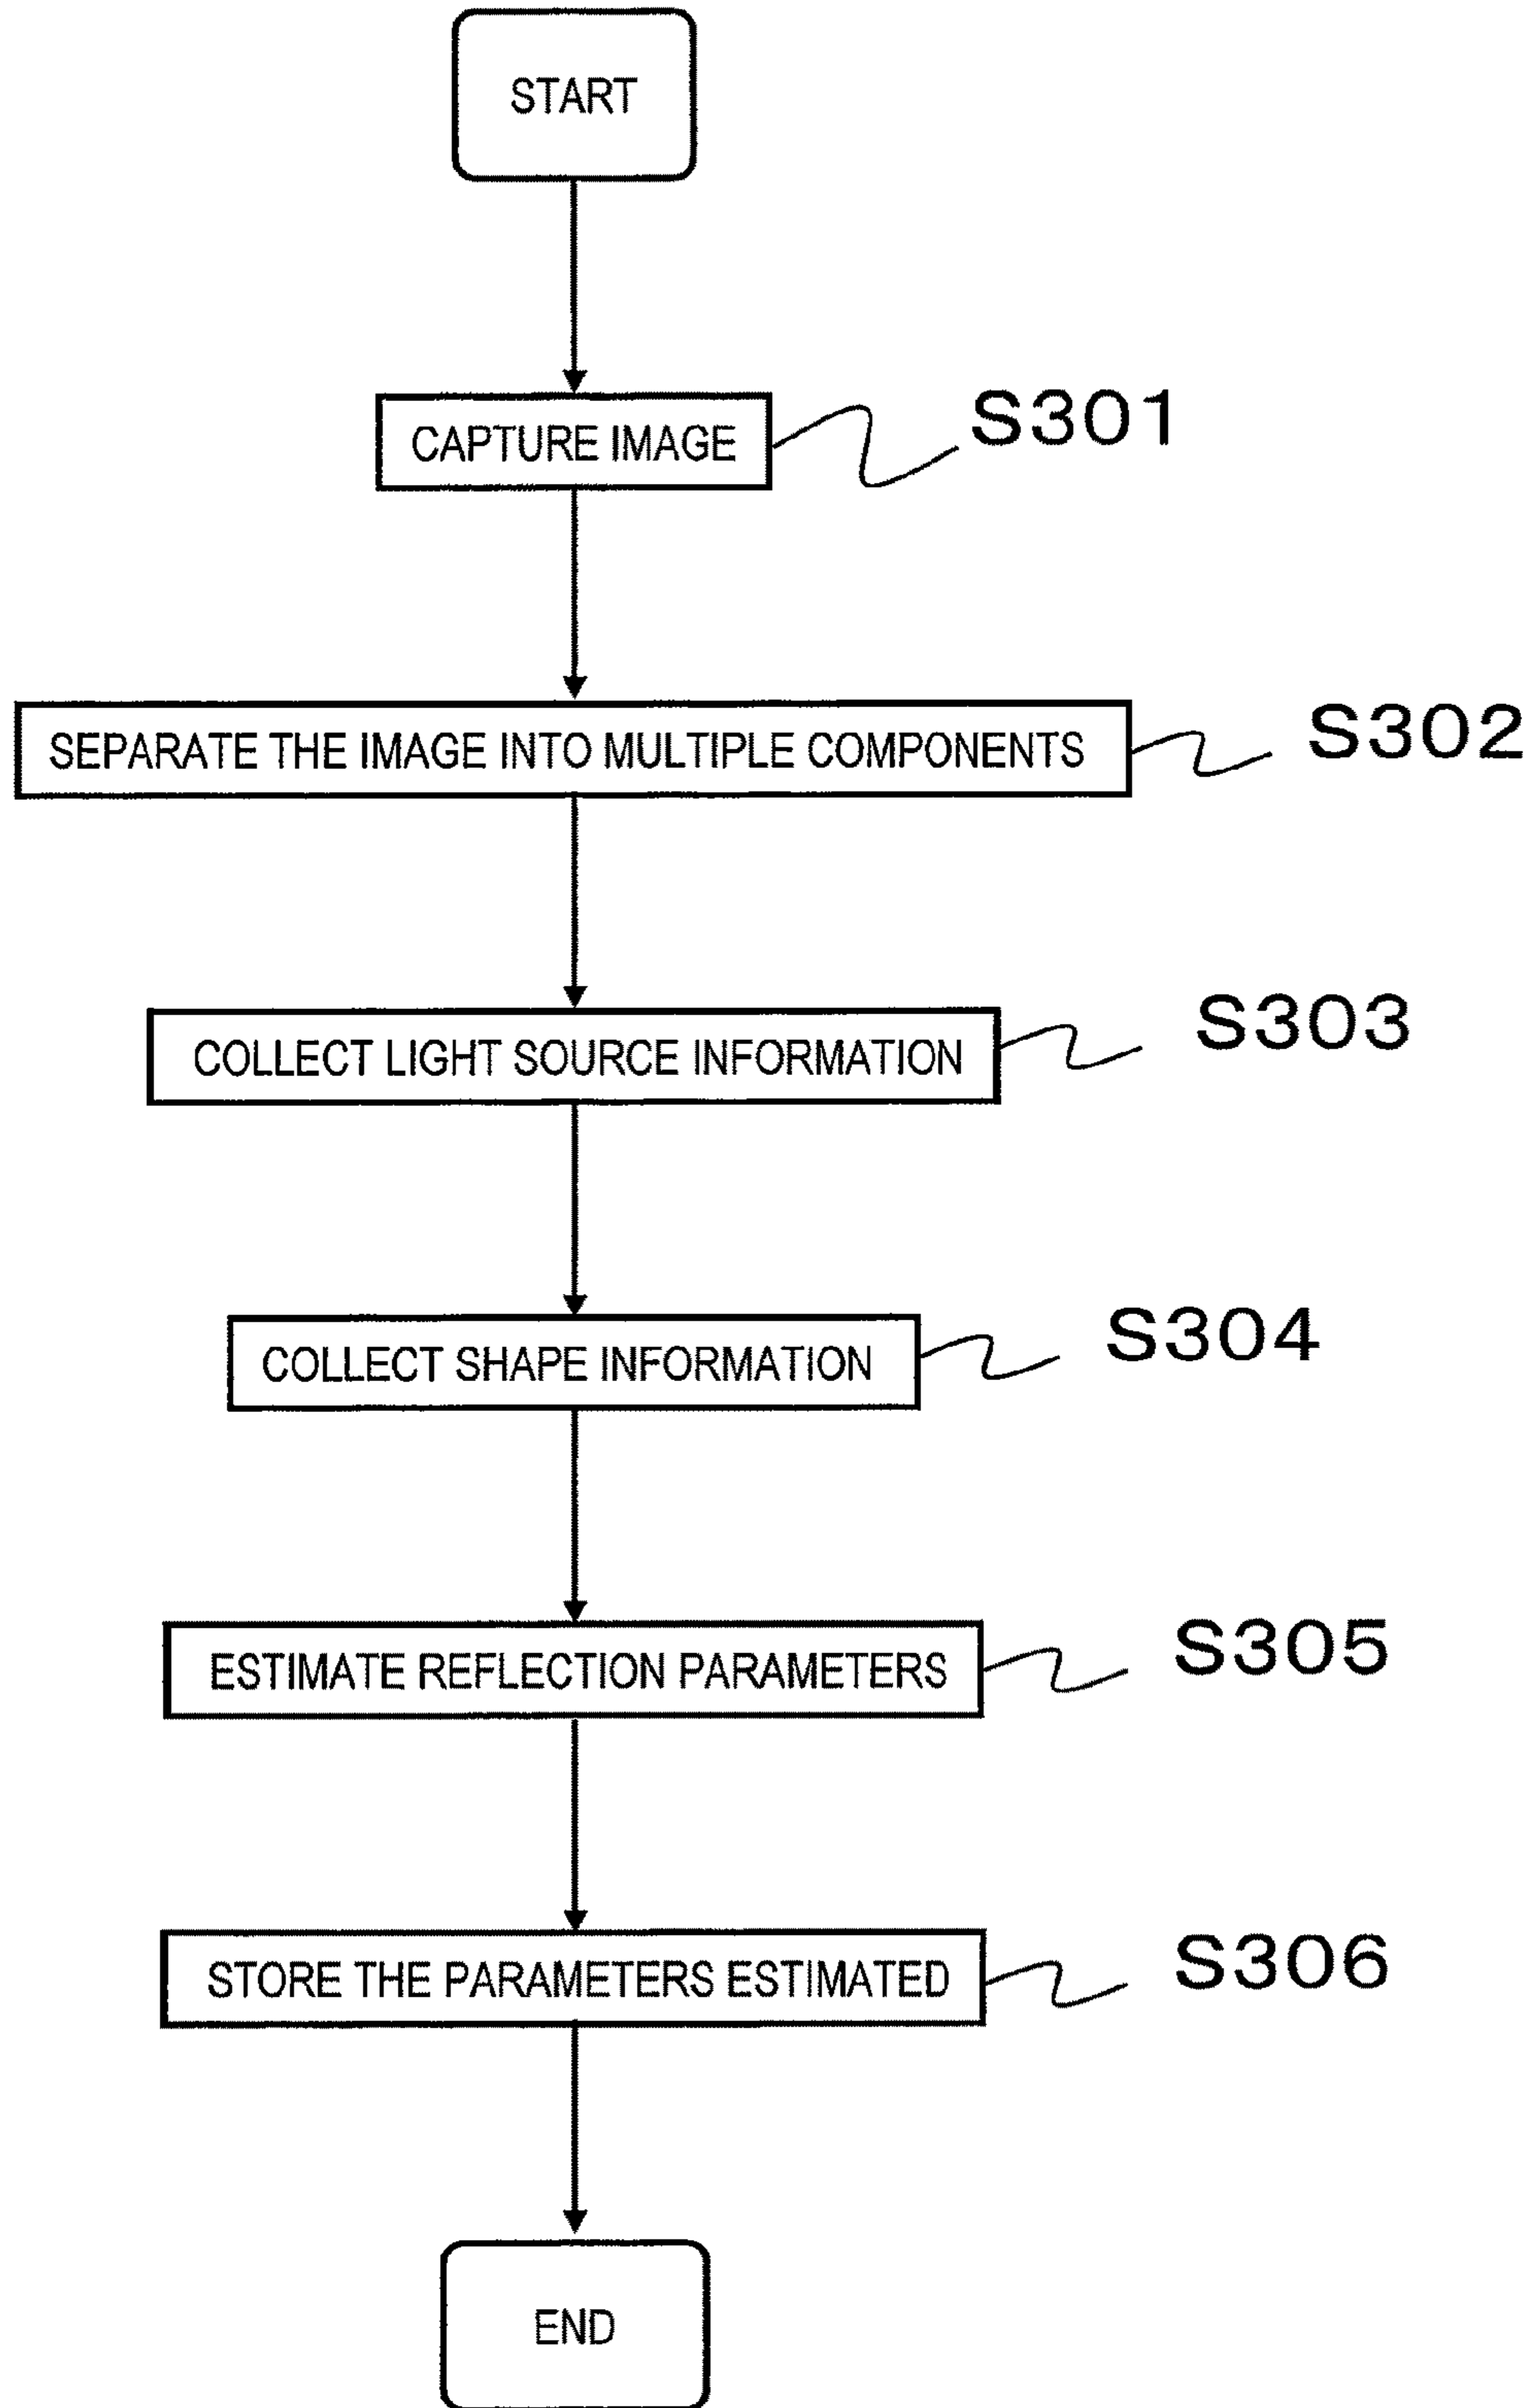 START
CAPTURE IMAGE
S301
SEPARATE THE IMAGE INTO MULTIPLE COMPONENTS
S302
COLLECT LIGHT SOURCE INFORMATION
S303
COLLECT SHAPE INFORMATION
S304
ESTIMATE REFLECTION PARAMETERS
S305
STORE THE PARAMETERS ESTIMATED
S306
END